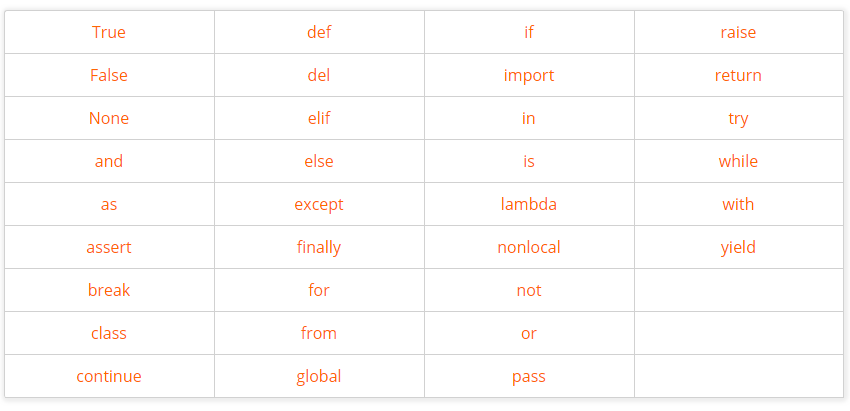 True def if raise
False del import return
None elif in try
and else is while
as except lambda with
assert finally nonlocal yield
break for not
class from or
continue global pass